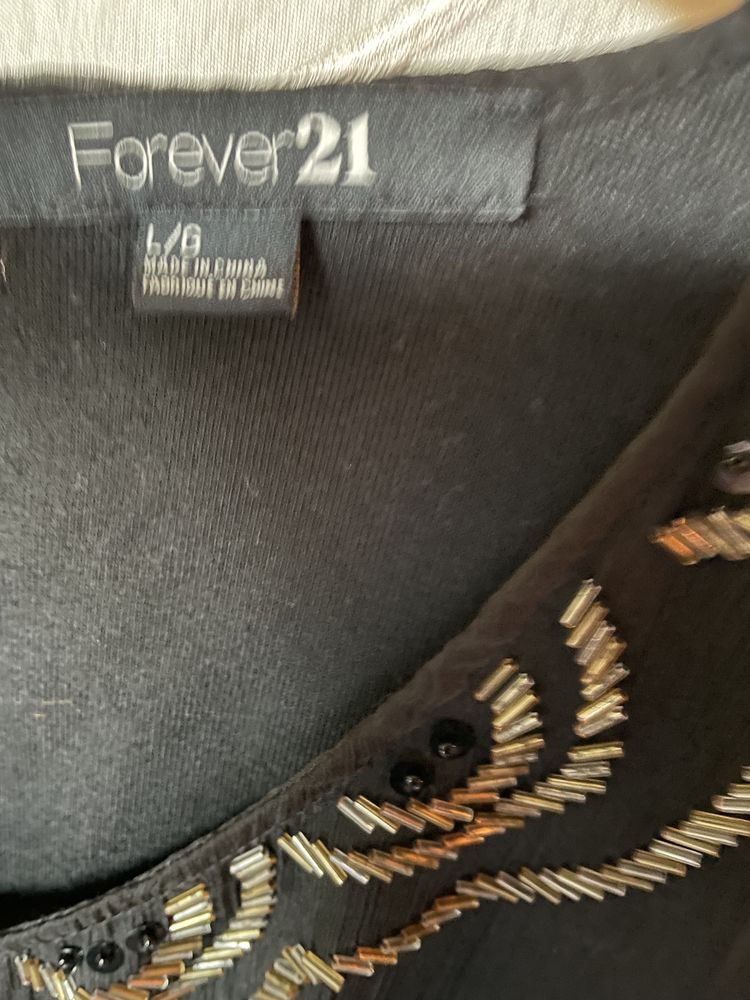 Forever21
L/G
MADE IN CHINA
FABRIQUÉ EN CHINE